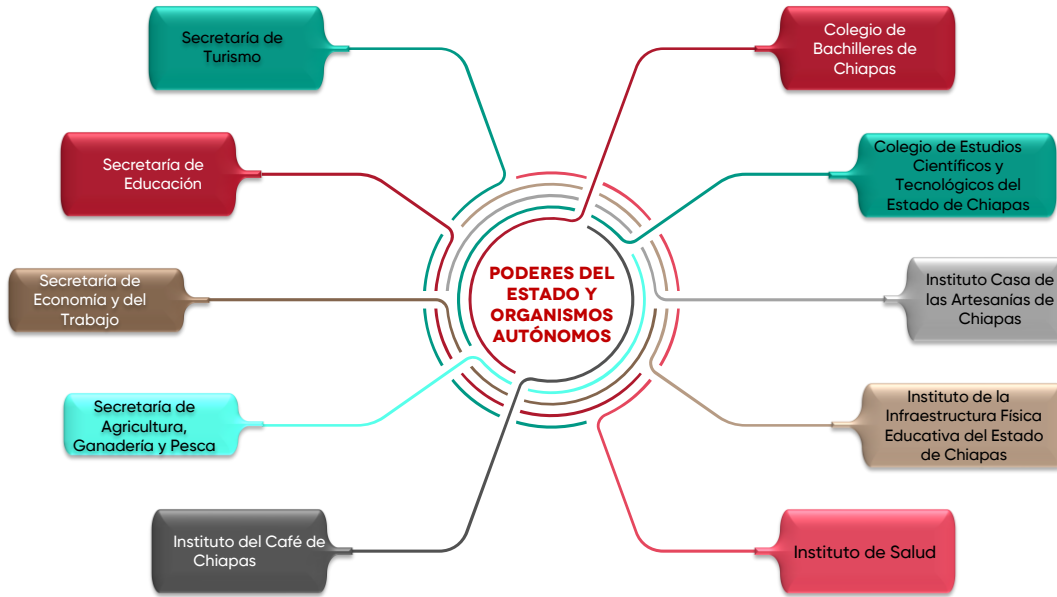 Secretaría de
Turismo
Secretaría de
Educación
Secretaría de
Economía y del
Trabajo
Secretaría de
Agricultura,
Ganadería y Pesca
Instituto del Café de
Chiapas
PODERES DEL
ESTADO Y
ORGANISMOS
AUTÓNOMOS
Colegio de
Bachilleres de
Chiapas
Colegio de Estudios
Científicos y
Tecnológicos del
Estado de Chiapas
Instituto Casa de
las Artesanías de
Chiapas
Instituto de la
Infraestructura Física
Educativa del Estado
de Chiapas
Instituto de Salud